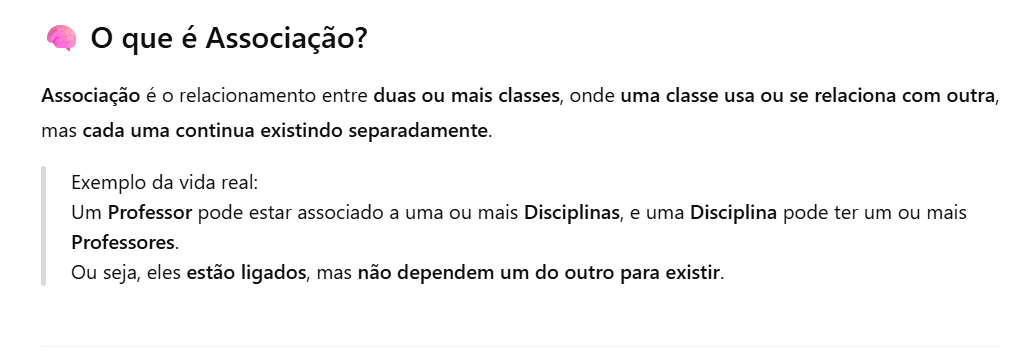 🧠 O que é Associação?
Associação é o relacionamento entre duas ou mais classes, onde uma classe usa ou se relaciona com outra,
mas cada uma continua existindo separadamente.
Exemplo da vida real:
Um Professor pode estar associado a uma ou mais Disciplinas, e uma Disciplina pode ter um ou mais
Professores.
Ou seja, eles estão ligados, mas não dependem um do outro para existir.